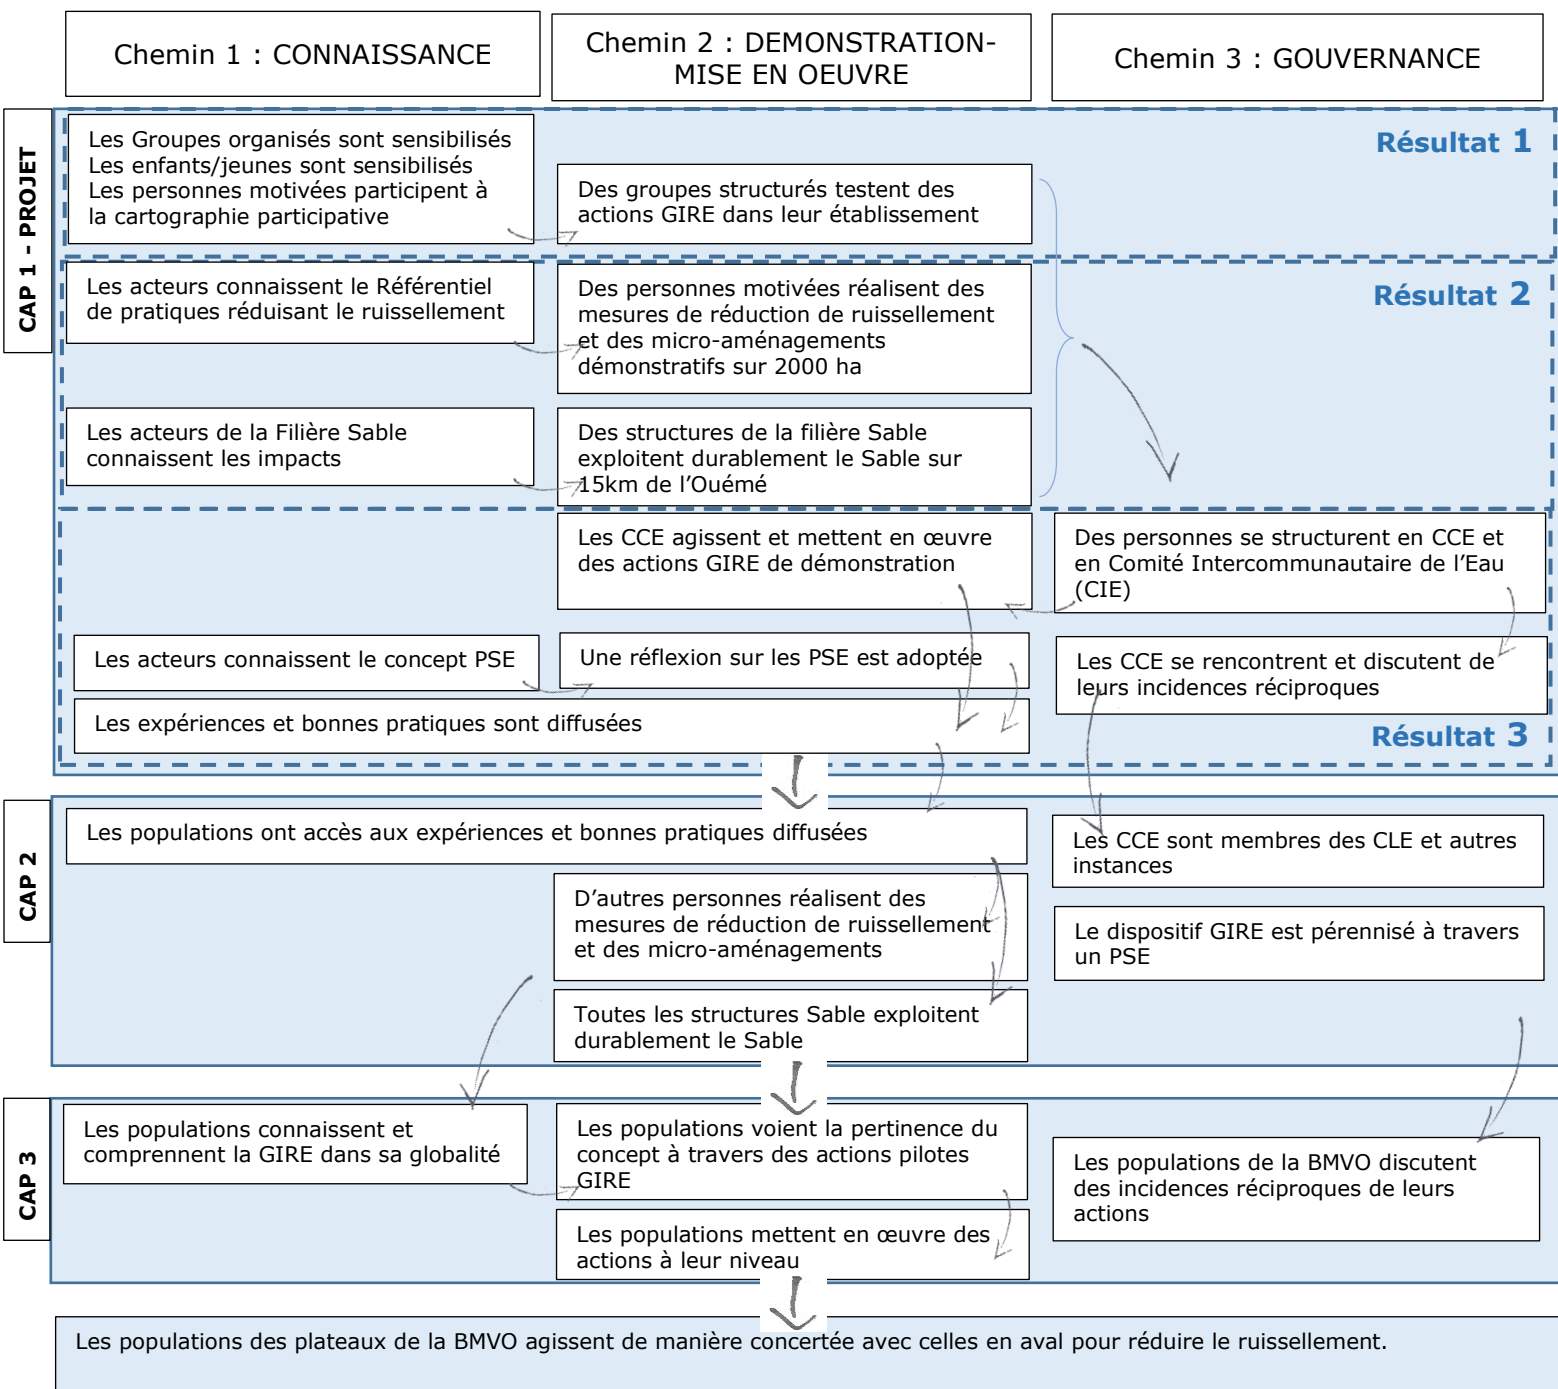 Chemin 1 : CONNAISSANCE
Chemin 2 : DEMONSTRATION-
MISE EN OEUVRE
Chemin 3 : GOUVERNANCE
CAP 1 - PROJET
Résultat 1
Les Groupes organisés sont sensibilisés
Les enfants/jeunes sont sensibilisés
Les personnes motivées participent à
la cartographie participative
Des groupes structurés testent des
actions GIRE dans leur établissement
Résultat 2
Les acteurs connaissent le Référentiel
de pratiques réduisant le ruissellement
Des personnes motivées réalisent des
mesures de réduction de ruissellement
et des micro-aménagements
démonstratifs sur 2000 ha
Les acteurs de la Filière Sable
connaissent les impacts
Des structures de la filière Sable
exploitent durablement le Sable sur
15km de l'Ouémé
Les CCE agissent et mettent en œuvre
des actions GIRE de démonstration
Des personnes se structurent en CCE et
en Comité Intercommunautaire de l'Eau
(CIE)
Les acteurs connaissent le concept PSE
Une réflexion sur les PSE est adoptée
Les CCE se rencontrent et discutent de
leurs incidences réciproques
Les expériences et bonnes pratiques sont diffusées
Résultat 3
CAP 2
Les populations ont accès aux expériences et bonnes pratiques diffusées
Les CCE sont membres des CLE et autres
instances
D'autres personnes réalisent des
mesures de réduction de ruissellement
et des micro-aménagements
Le dispositif GIRE est pérennisé à travers
un PSE
Toutes les structures Sable exploitent
durablement le Sable
CAP 3
Les populations connaissent et
comprennent la GIRE dans sa globalité
Les populations voient la pertinence du
concept à travers des actions pilotes
GIRE
Les populations de la BMVO discutent
des incidences réciproques de leurs
actions
Les populations mettent en œuvre des
actions à leur niveau
Les populations des plateaux de la BMVO agissent de manière concertée avec celles en aval pour réduire le ruissellement.